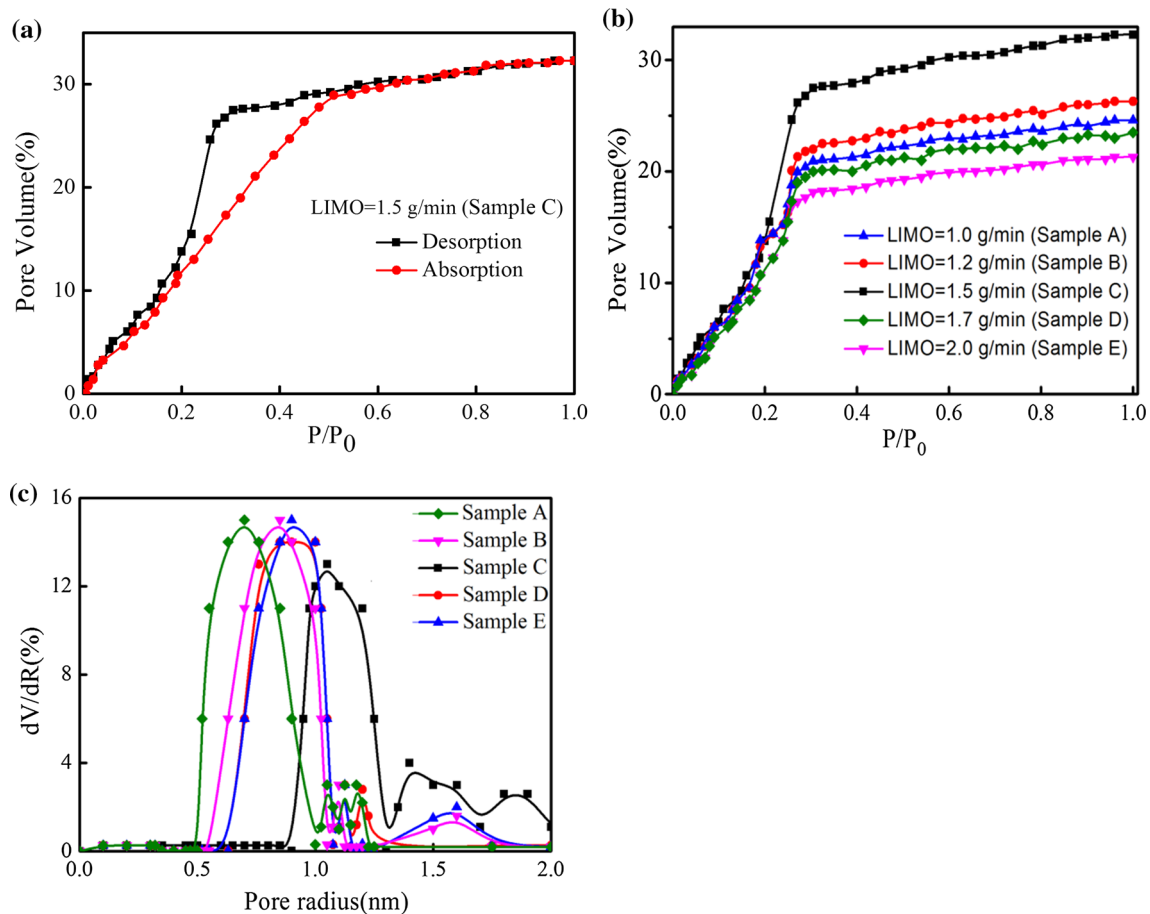 (a)
Pore Volume(%)
30
20
10
0
0.0 0.2 0.4 0.6 0.8 1.0
P/P0
LIMO=1.5 g/min (Sample C)
Desorption
Absorption
(b)
Pore Volume(%)
30
20
10
0
0.0 0.2 0.4 0.6 0.8 1.0
P/P0
LIMO=1.0 g/min (Sample A)
LIMO=1.2 g/min (Sample B)
LIMO=1.5 g/min (Sample C)
LIMO=1.7 g/min (Sample D)
LIMO=2.0 g/min (Sample E)
(c)
dV/dR(%)
16
12
8
4
0
0.0 0.5 1.0 1.5 2.0
Pore radius(nm)
Sample A
Sample B
Sample C
Sample D
Sample E